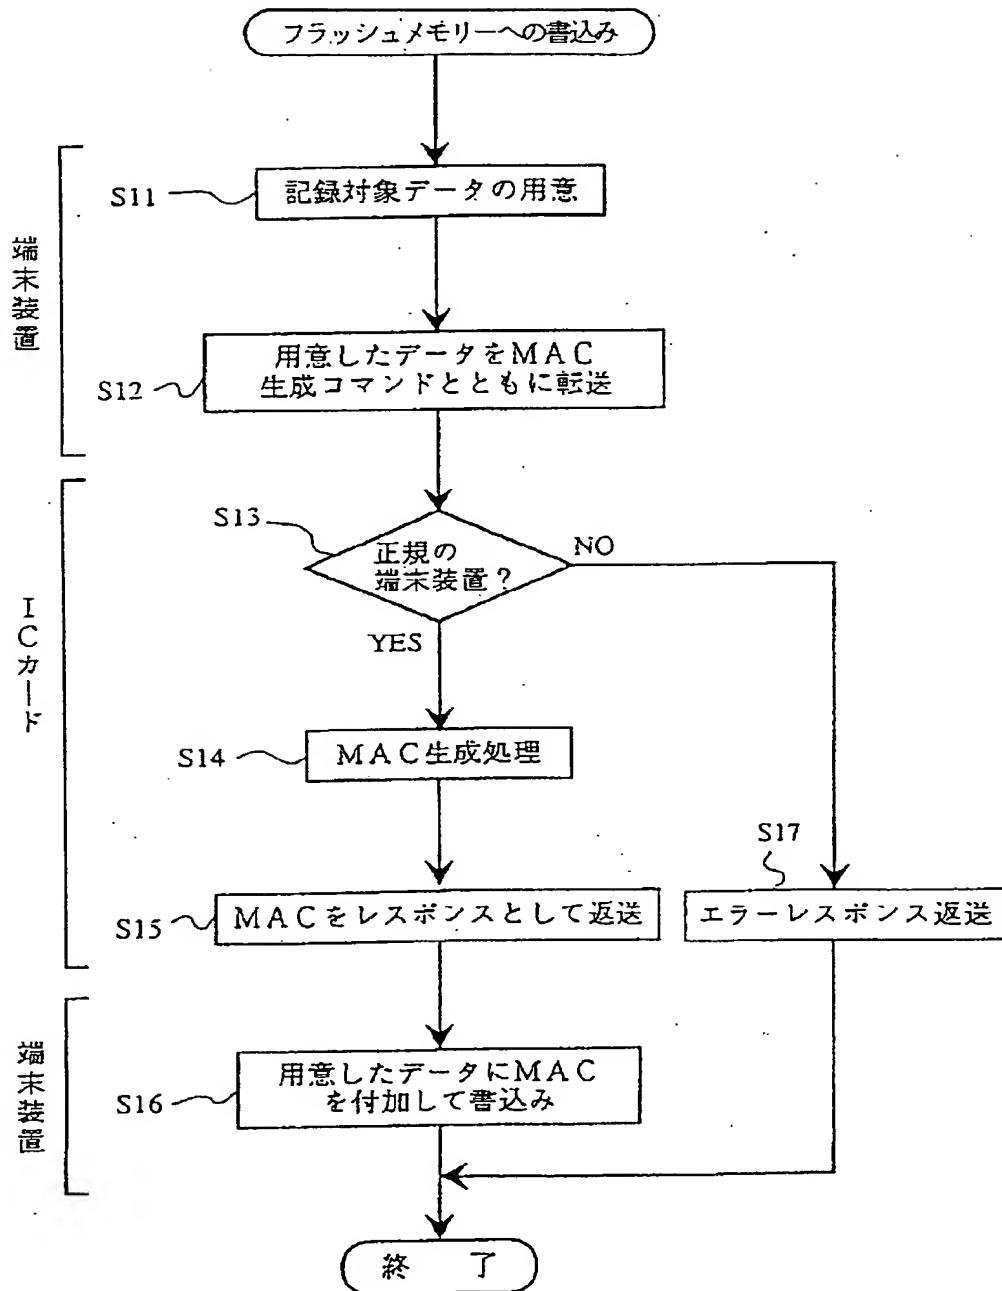 フラッシュメモリーへの書込み
端末装置
S11
記録対象データの用意
S12
用意したデータをMAC
生成コマンドとともに転送
ICカード
S13
正規の
端末装置?
NO
YES
S14
MAC生成処理
S15
MACをレスポンスとして返送
S17
エラーレスポンス返送
端末装置
S16
用意したデータにMAC
を付加して書込み
終 了